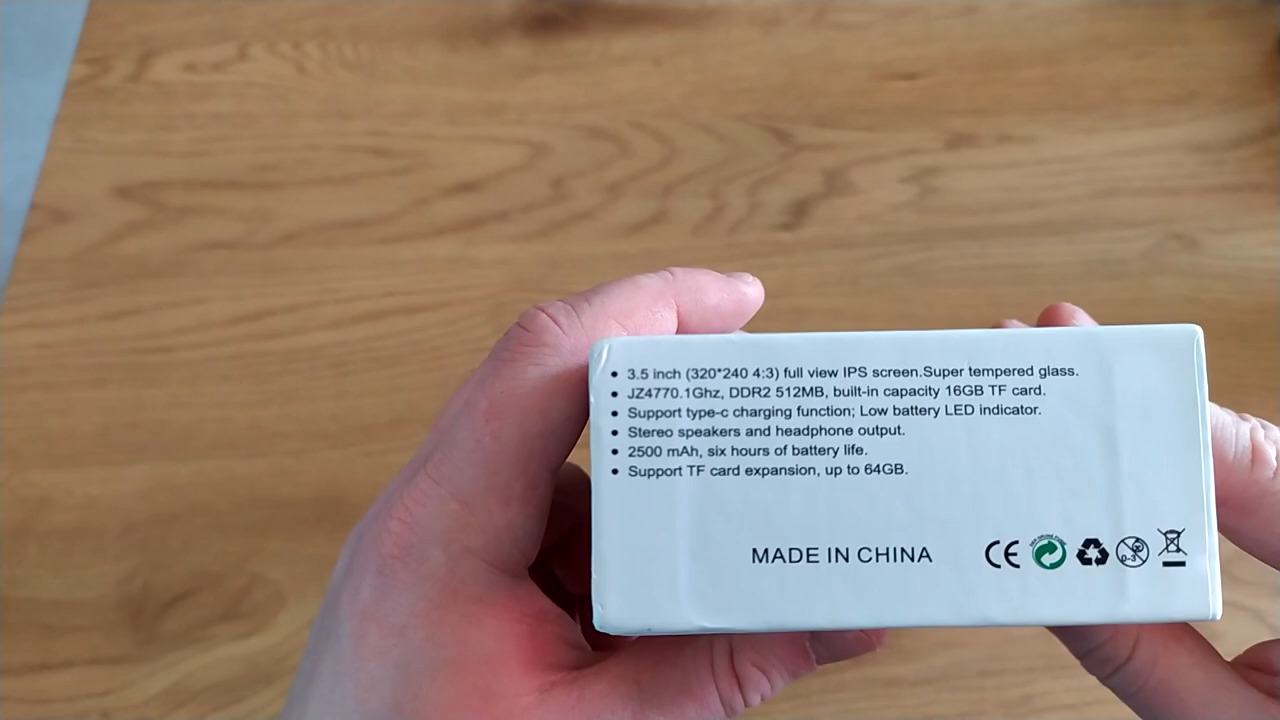 • 3.5 inch (320*240 4:3) full view IPS screen.Super tempered glass.
• JZ4770.1Ghz, DDR2 512MB, built-in capacity 16GB TF card.
• Support type-c charging function; Low battery LED indicator.
• Stereo speakers and headphone output.
• 2500 mAh, six hours of battery life.
• Support TF card expansion, up to 64GB.
MADE IN CHINA CE 0-3